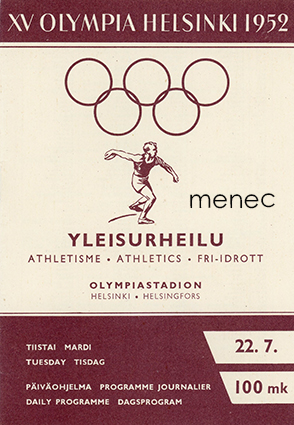 XV OLYMPIA HELSINKI 1952
menec
YLEISURHEILU
ATHLETISME • ATHLETICS • FRI-IDROTT
OLYMPIASTADION
HELSINKI • HELSINGFORS
TIISTAI MARDI
TUESDAY TISDAG
22. 7.
PÄIVÄOHJELMA PROGRAMME JOURNALIER
DAILY PROGRAMME DAGSPROGRAM
100 mk